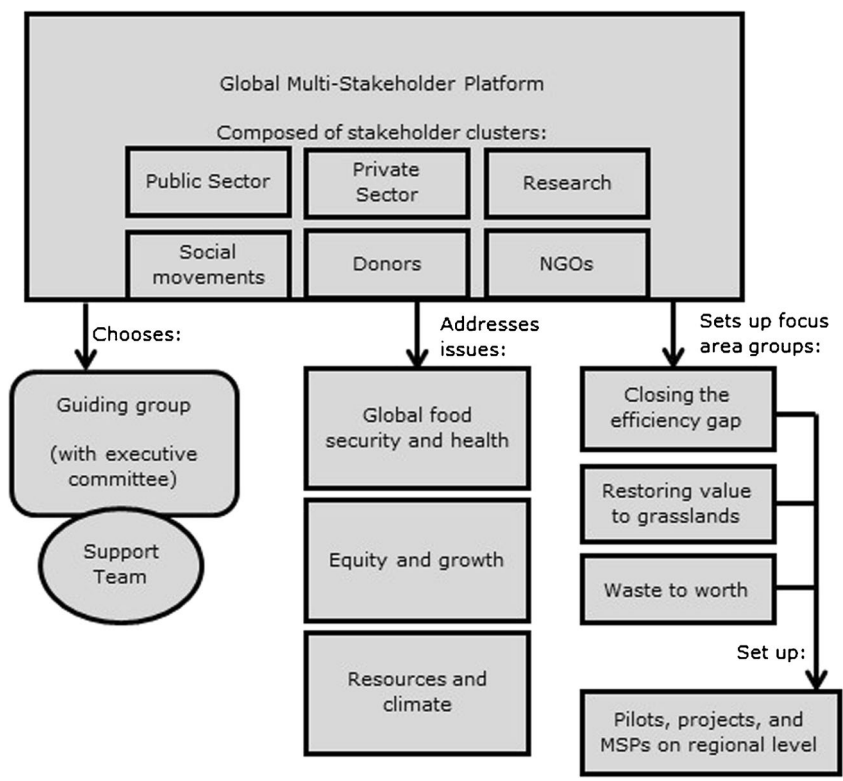 Global Multi-Stakeholder Platform
Composed of stakeholder clusters:
Public Sector
Private
Sector
Research
Social
movements
Donors
NGOs
Chooses:
Addresses
issues:
Sets up focus
area groups:
Guiding group
(with executive
committee)
Support
Team
Global food
security and health
Equity and growth
Resources and
climate
Closing the
efficiency gap
Restoring value
to grasslands
Waste to worth
Set up:
Pilots, projects, and
MSPs on regional level